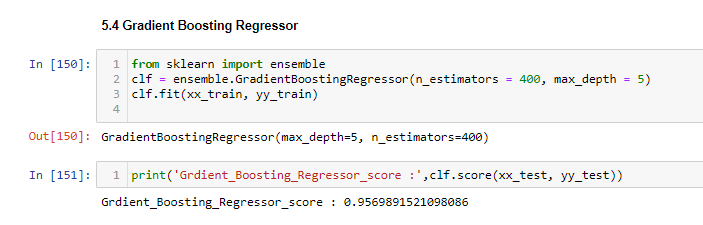 5.4 Gradient Boosting Regressor
In [150]:
1 from sklearn import ensemble
2 clf = ensemble.GradientBoostingRegressor(n_estimators = 400, max_depth = 5)
3 clf.fit(xx_train, yy_train)
4
Out[150]: GradientBoostingRegressor(max_depth=5, n_estimators=400)
In [151]: 1 print('Grdient_Boosting_Regressor_score :',clf.score(xx_test, yy_test))
Grdient_Boosting_Regressor_score : 0.9569891521098086